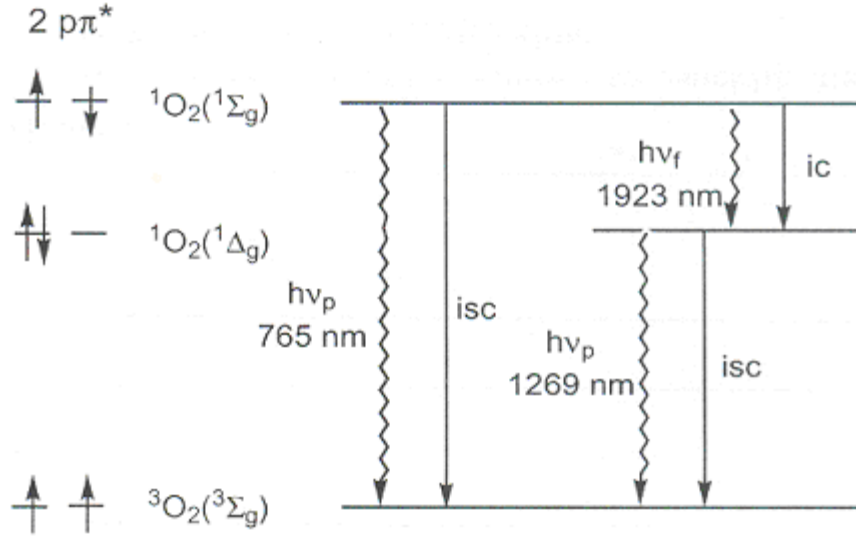 2 pπ*
¹O₂(¹Σg)
hνf
1923 nm
ic
¹O₂(¹Δg)
hνp
765 nm
isc
hνp
1269 nm
isc
³O₂(³Σg)